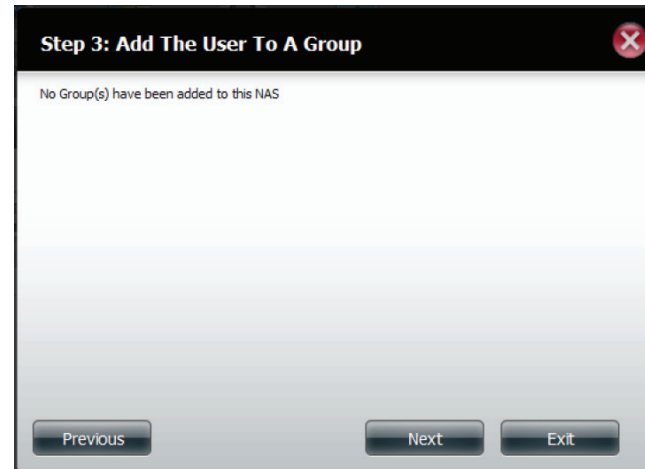 Step 3: Add The User To A Group
No Group(s) have been added to this NAS
Previous
Next
Exit